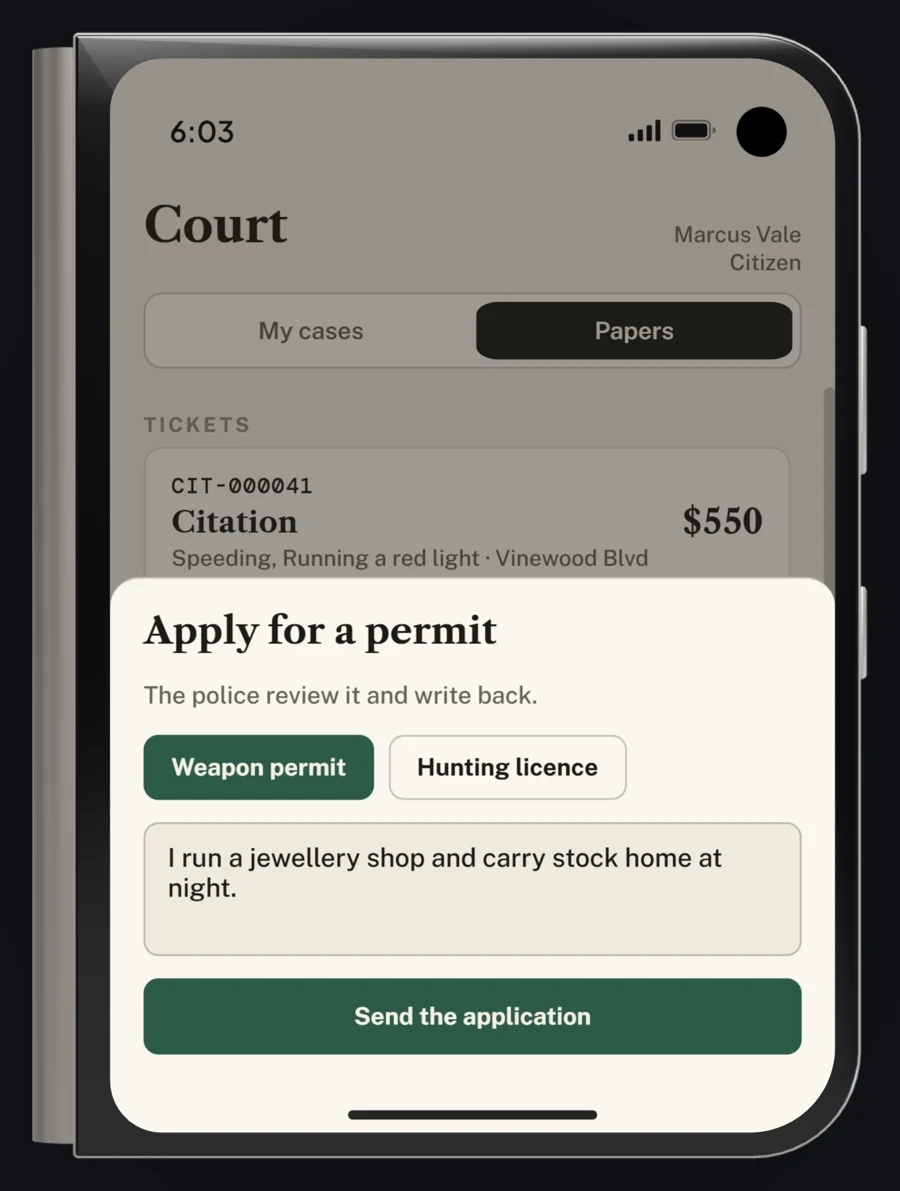 6:03
Court
Marcus Vale
Citizen
My cases
Papers
TICKETS
CIT-000041
Citation
$550
Speeding, Running a red light · Vinewood Blvd
Apply for a permit
The police review it and write back.
Weapon permit
Hunting licence
I run a jewellery shop and carry stock home at
night.
Send the application